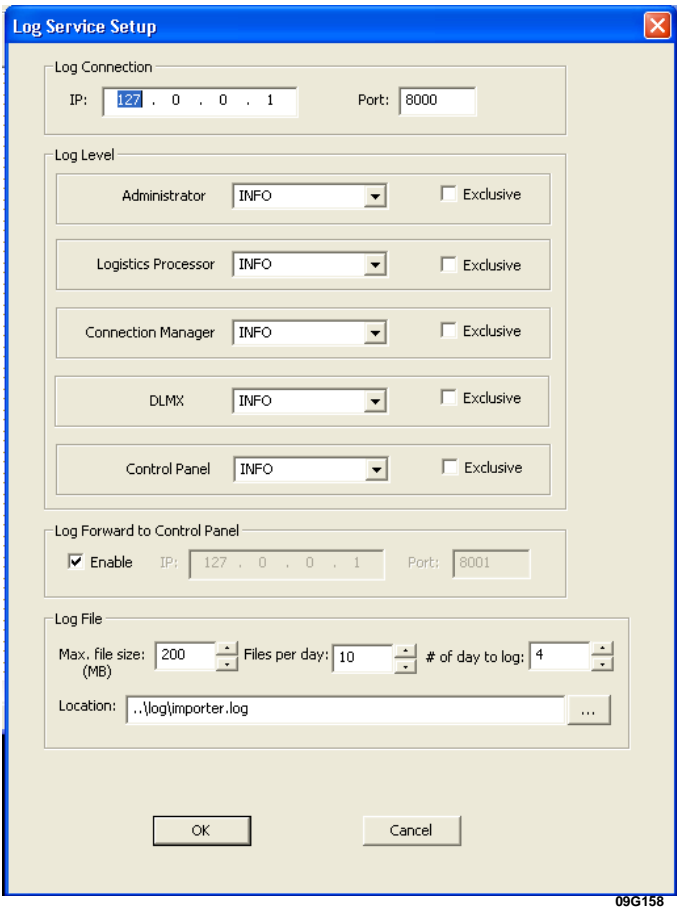 Log Service Setup
Log Connection
IP: 127 . 0 . 0 . 1 Port: 8000
Log Level
Administrator INFO Exclusive
Logistics Processor INFO Exclusive
Connection Manager INFO Exclusive
DLMX INFO Exclusive
Control Panel INFO Exclusive
Log Forward to Control Panel
Enable IP: 127 . 0 . 0 . 1 Port: 8001
Log File
Max. file size: 200 Files per day: 10 # of day to log: 4
(MB)
Location: ..\log\importer.log ...
OK Cancel
09G158